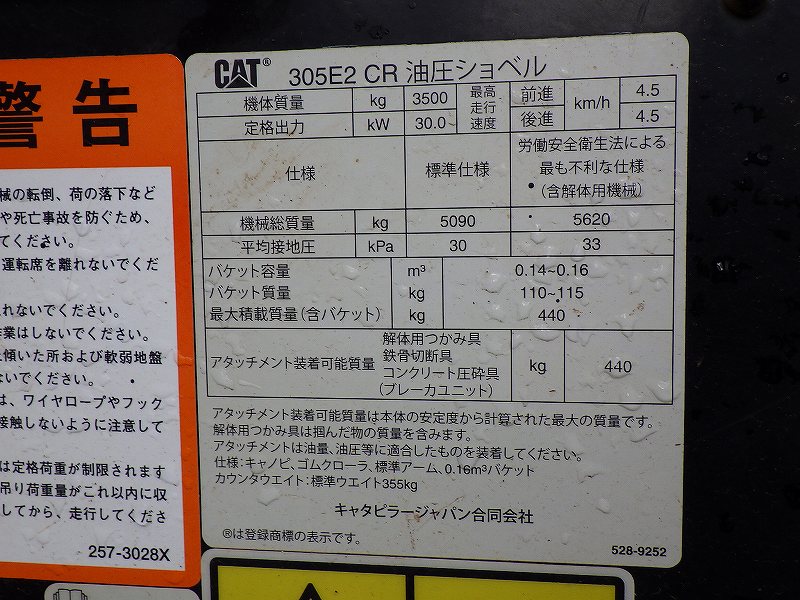 警告
械の転倒、荷の落下など
や死亡事故を防ぐため、
てください。
運転席を離れないでくだ
れないでください。
作業はしないでください。
傾いた所および軟弱地盤
ないでください。
は、ワイヤロープやフック
接触しないように注意して
は定格荷重が制限されます
吊り荷重量がこれ以内に収
してから、走行してくださ
257-3028X
CAT® 305E2 CR 油圧ショベル
機体質量 kg 3500 最高走行速度 前進 km/h 4.5
定格出力 kW 30.0 後進 4.5
仕様 標準仕様 労働安全衛生法による
最も不利な仕様
(含解体用機械)
機械総質量 kg 5090 5620
平均接地圧 kPa 30 33
バケット容量 m³ 0.14~0.16
バケット質量 kg 110~115
最大積載質量(含バケット) kg 440
アタッチメント装着可能質量 解体用つかみ具
鉄骨切断具
コンクリート圧砕具
(ブレーカユニット) kg 440
アタッチメント装着可能質量は本体の安定度から計算された最大の質量です。
解体用つかみ具は掴んだ物の質量を含みます。
アタッチメントは油量、油圧等に適合したものを装着してください。
仕様:キャノピ、ゴムクローラ、標準アーム、0.16m³バケット
カウンタウエイト:標準ウエイト355kg
キャタピラージャパン合同会社
®は登録商標の表示です。
528-9252